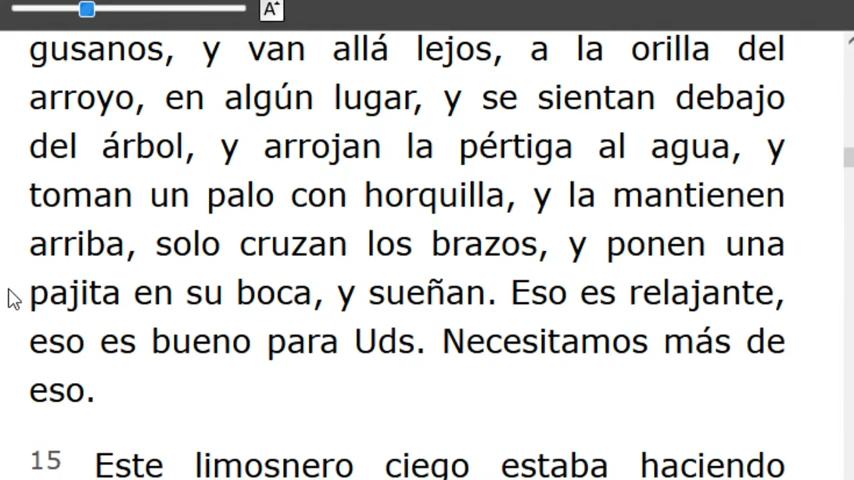 A
gusanos, y van allá lejos, a la orilla del
arroyo, en algún lugar, y se sientan debajo
del árbol, y arrojan la pértiga al agua, y
toman un palo con horquilla, y la mantienen
arriba, solo cruzan los brazos, y ponen una
pajita en su boca, y sueñan. Eso es relajante,
eso es bueno para Uds. Necesitamos más de
eso.
15 Este limosnero ciego estaba haciendo